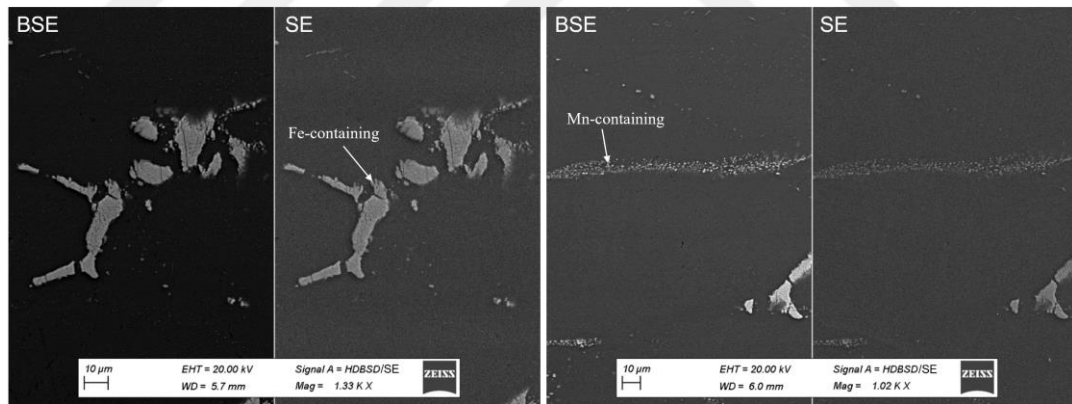 BSE
SE
Fe-containing
10 µm
EHT = 20.00 kV
WD = 5.7 mm
Signal A = HDBSD/SE
Mag = 1.33 K X
ZEISS
BSE
SE
Mn-containing
10 µm
EHT = 20.00 kV
WD = 6.0 mm
Signal A = HDBSD/SE
Mag = 1.02 K X
ZEISS